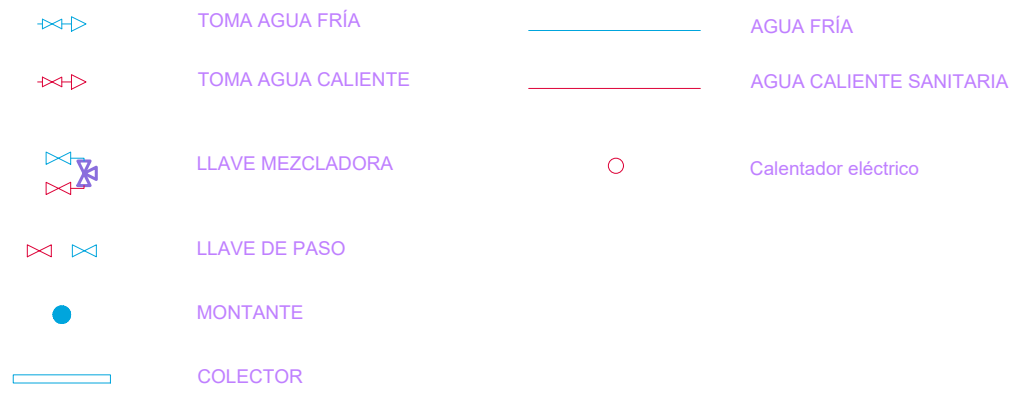 TOMA AGUA FRÍA
AGUA FRÍA
TOMA AGUA CALIENTE
AGUA CALIENTE SANITARIA
LLAVE MEZCLADORA
Calentador eléctrico
LLAVE DE PASO
MONTANTE
COLECTOR